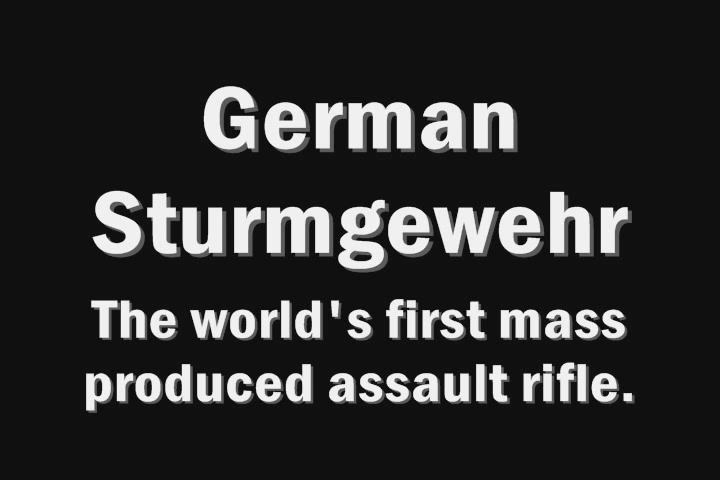 German
Sturmgewehr
The world's first mass
produced assault rifle.